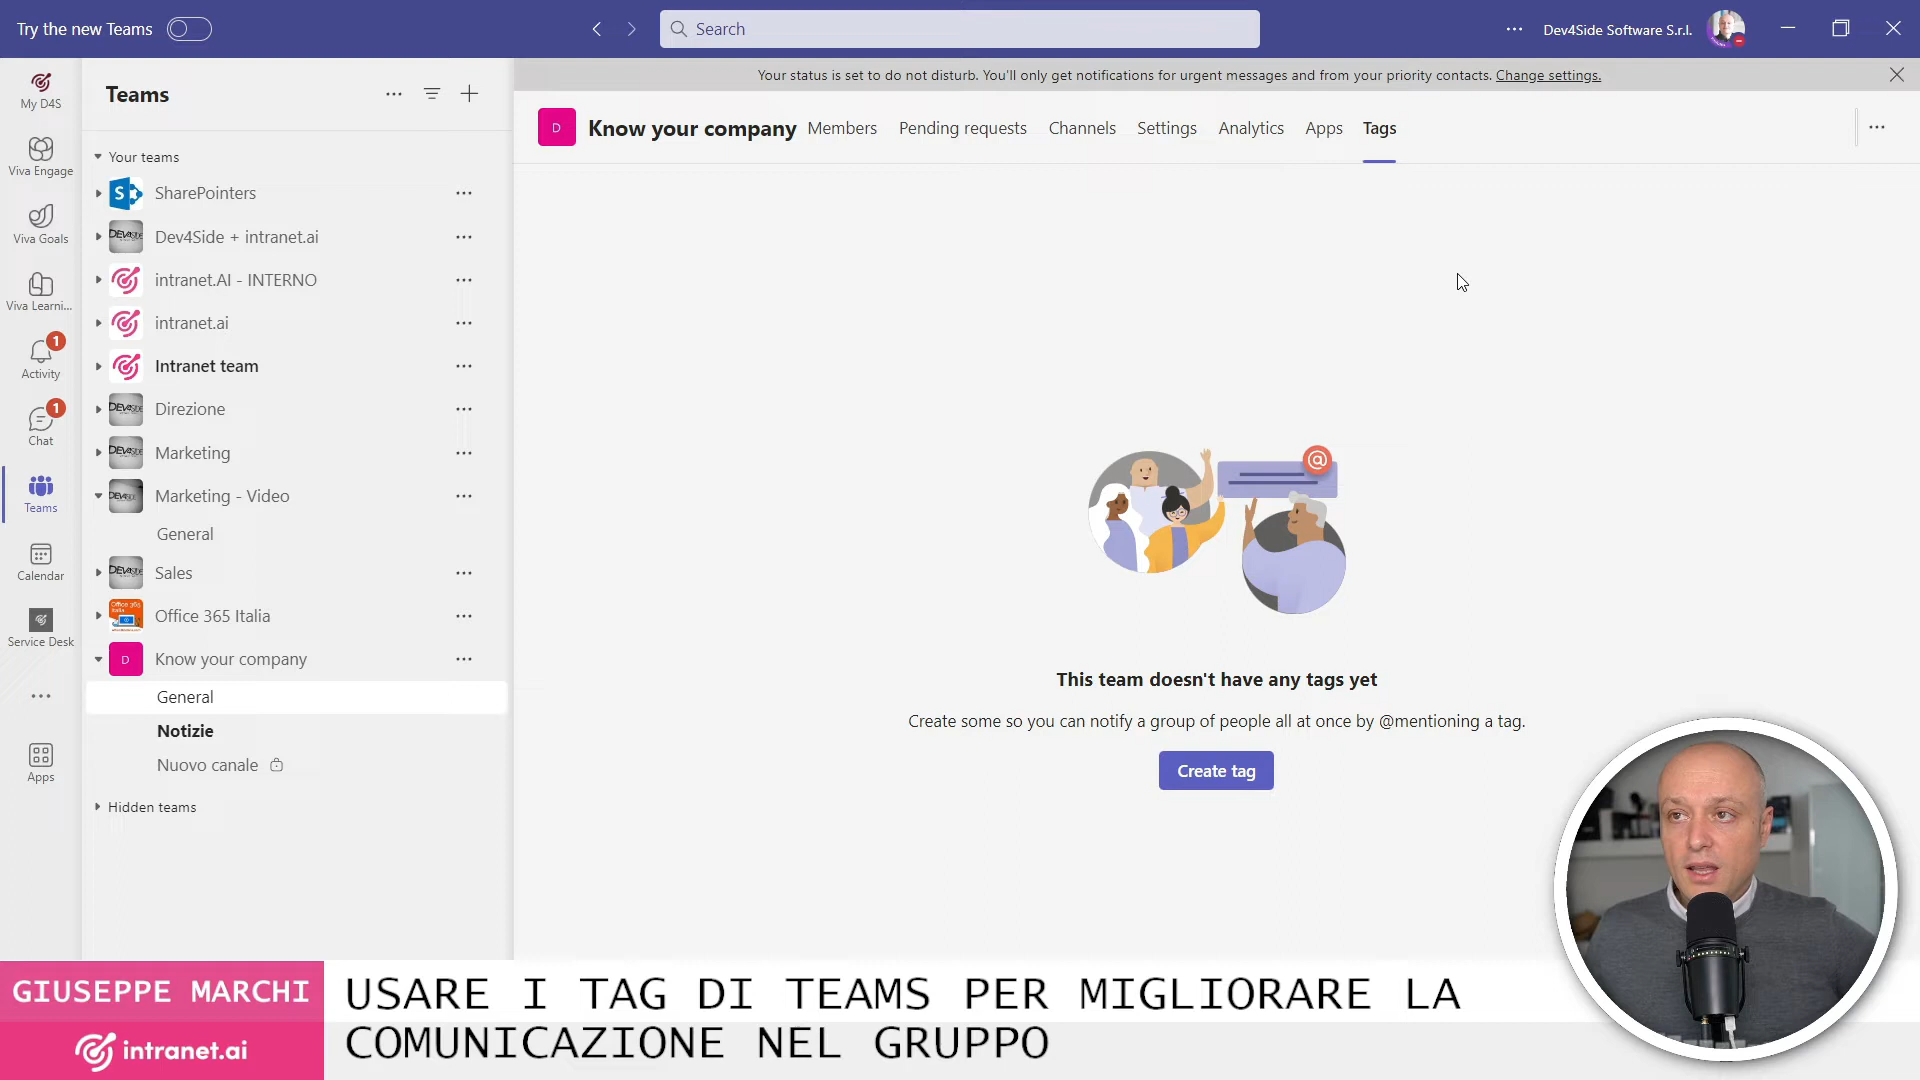 Try the new Teams
Search
Dev4Side Software S.r.l.
My D4S
Viva Engage
Viva Goals
Viva Learni...
1
Activity
1
Chat
Teams
Calendar
Service Desk
Apps
Teams
Your teams
SharePointers
Dev4Side + intranet.ai
intranet.AI - INTERNO
intranet.ai
Intranet team
Direzione
Marketing
Marketing - Video
General
Sales
Office 365 Italia
D Know your company
General
Notizie
Nuovo canale
Hidden teams
Your status is set to do not disturb. You'll only get notifications for urgent messages and from your priority contacts. Change settings.
D Know your company Members Pending requests Channels Settings Analytics Apps Tags
This team doesn't have any tags yet
Create some so you can notify a group of people all at once by @mentioning a tag.
Create tag
GIUSEPPE MARCHI
intranet.ai
USARE I TAG DI TEAMS PER MIGLIORARE LA
COMUNICAZIONE NEL GRUPPO